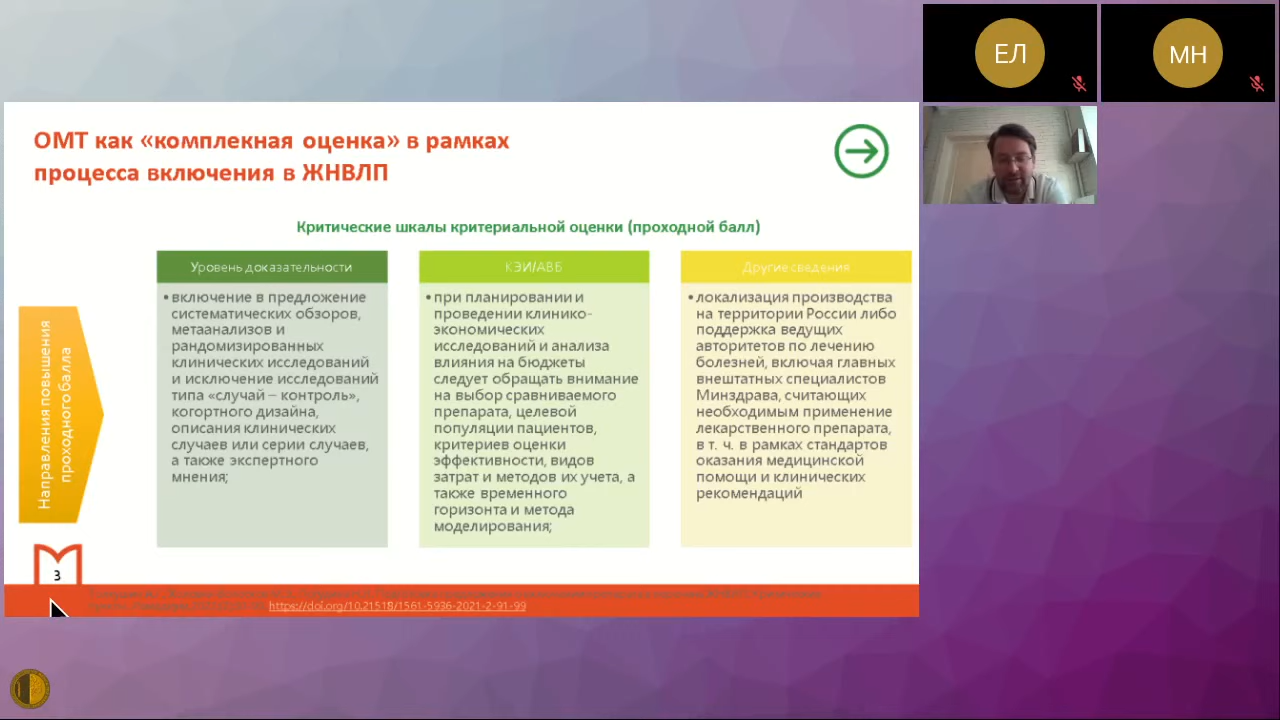 ОМТ как «комплекная оценка» в рамках
процесса включения в ЖНВЛП
Критические шкалы критериальной оценки (проходной балл)
Направления повышения
проходного балла
Уровень доказательности
• включение в предложение
систематических обзоров,
метаанализов и
рандомизированных
клинических исследований
и исключение исследований
типа «случай – контроль»,
когортного дизайна,
описания клинических
случаев или серии случаев,
а также экспертного
мнения;
КЭИ/АВБ
• при планировании и
проведении клинико-
экономических
исследований и анализа
влияния на бюджеты
следует обращать внимание
на выбор сравниваемого
препарата, целевой
популяции пациентов,
критериев оценки
эффективности, видов
затрат и методов их учета, а
также временного
горизонта и метода
моделирования;
Другие сведения
• локализация производства
на территории России либо
поддержка ведущих
авторитетов по лечению
болезней, включая главных
внештатных специалистов
Минздрава, считающих
необходимым применение
лекарственного препарата,
в т. ч. в рамках стандартов
оказания медицинской
помощи и клинических
рекомендаций
3
https://doi.org/10.21518/1561-5936-2021-2-91-99
ЕЛ
МН